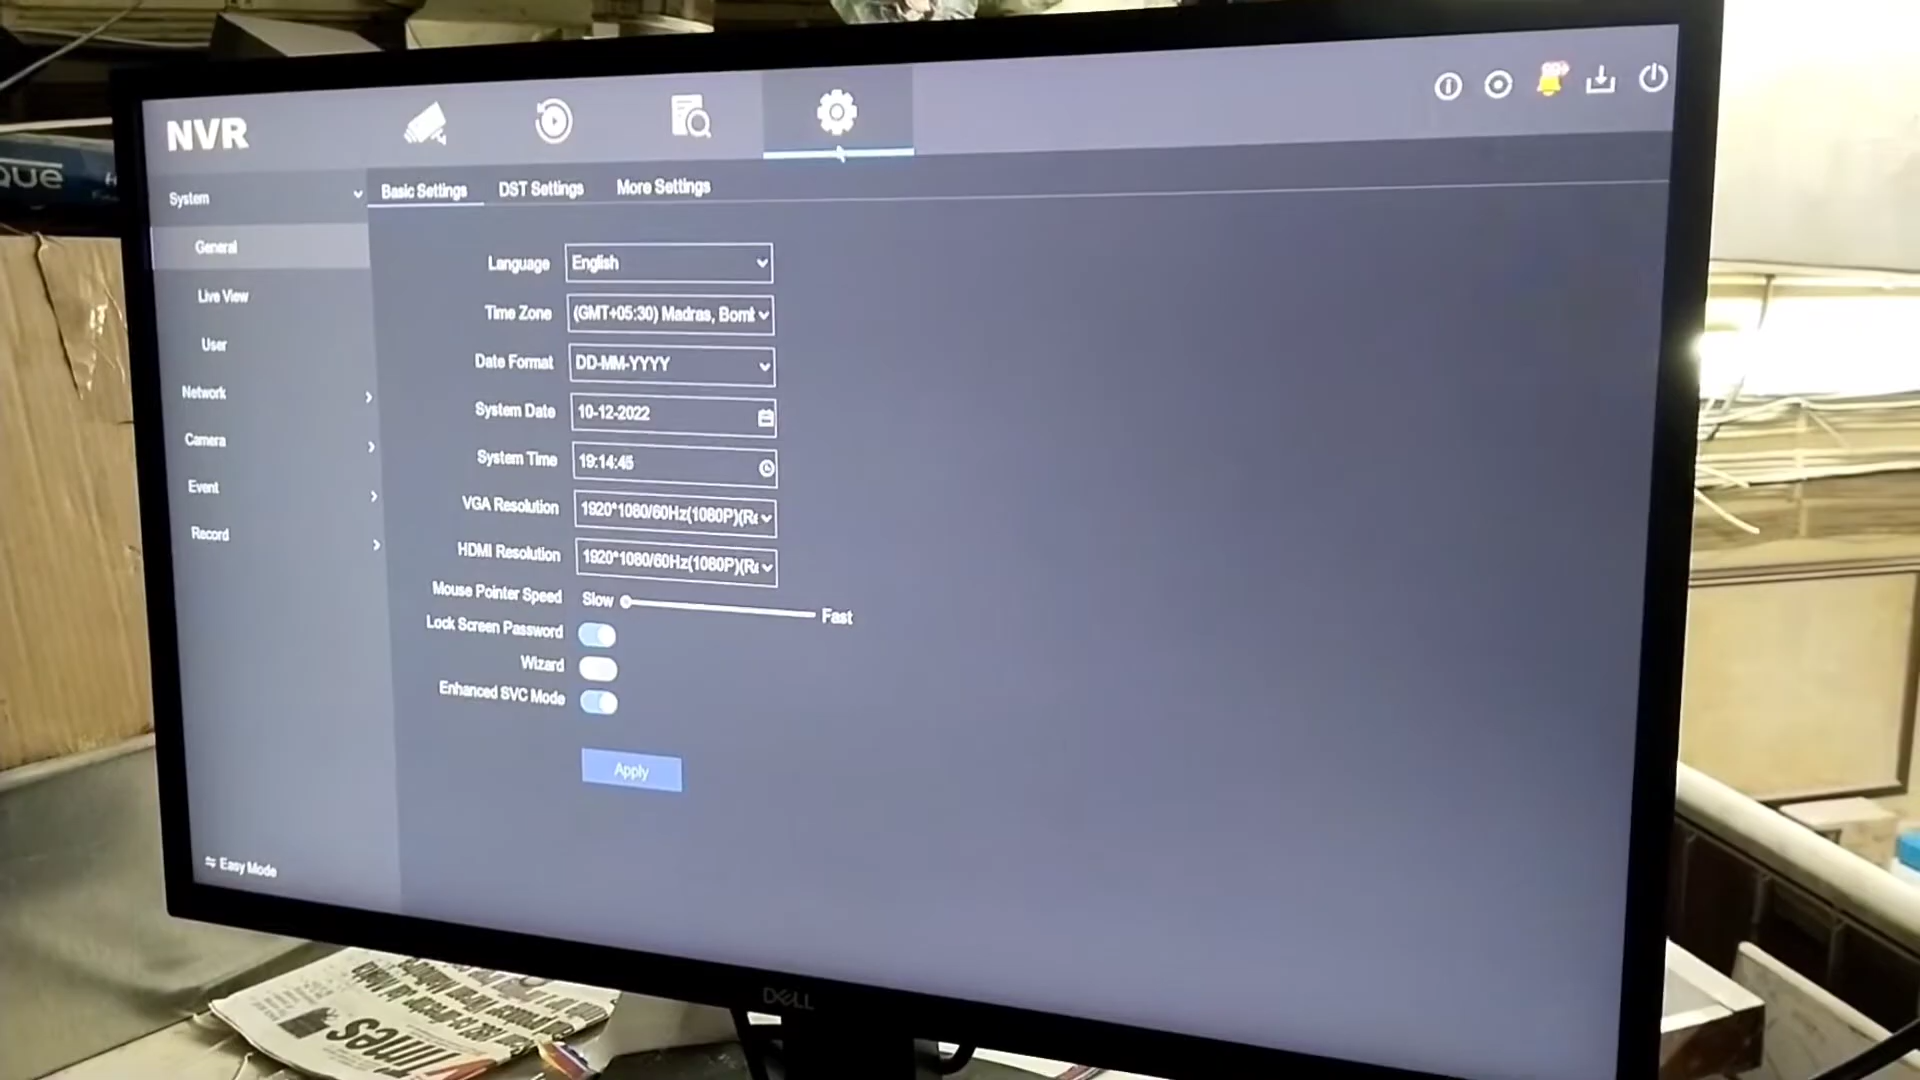 99+
NVR
System
Basic Settings
DST Settings
More Settings
General
Live View
User
Network
Camera
Event
Record
Language
English
Time Zone
(GMT+05:30) Madras,
Date Format
DD-MM-YYYY
System Date
10-12-2022
System Time
19:14:45
VGA Resolution
1920*1080/60Hz(1080P)
HDMI Resolution
1920*1080/60Hz(1080P)
Mouse Pointer Speed
Slow
Fast
Lock Screen Password
Wizard
Enhanced SVC Mode
Apply
Easy Mode
DELL
Times